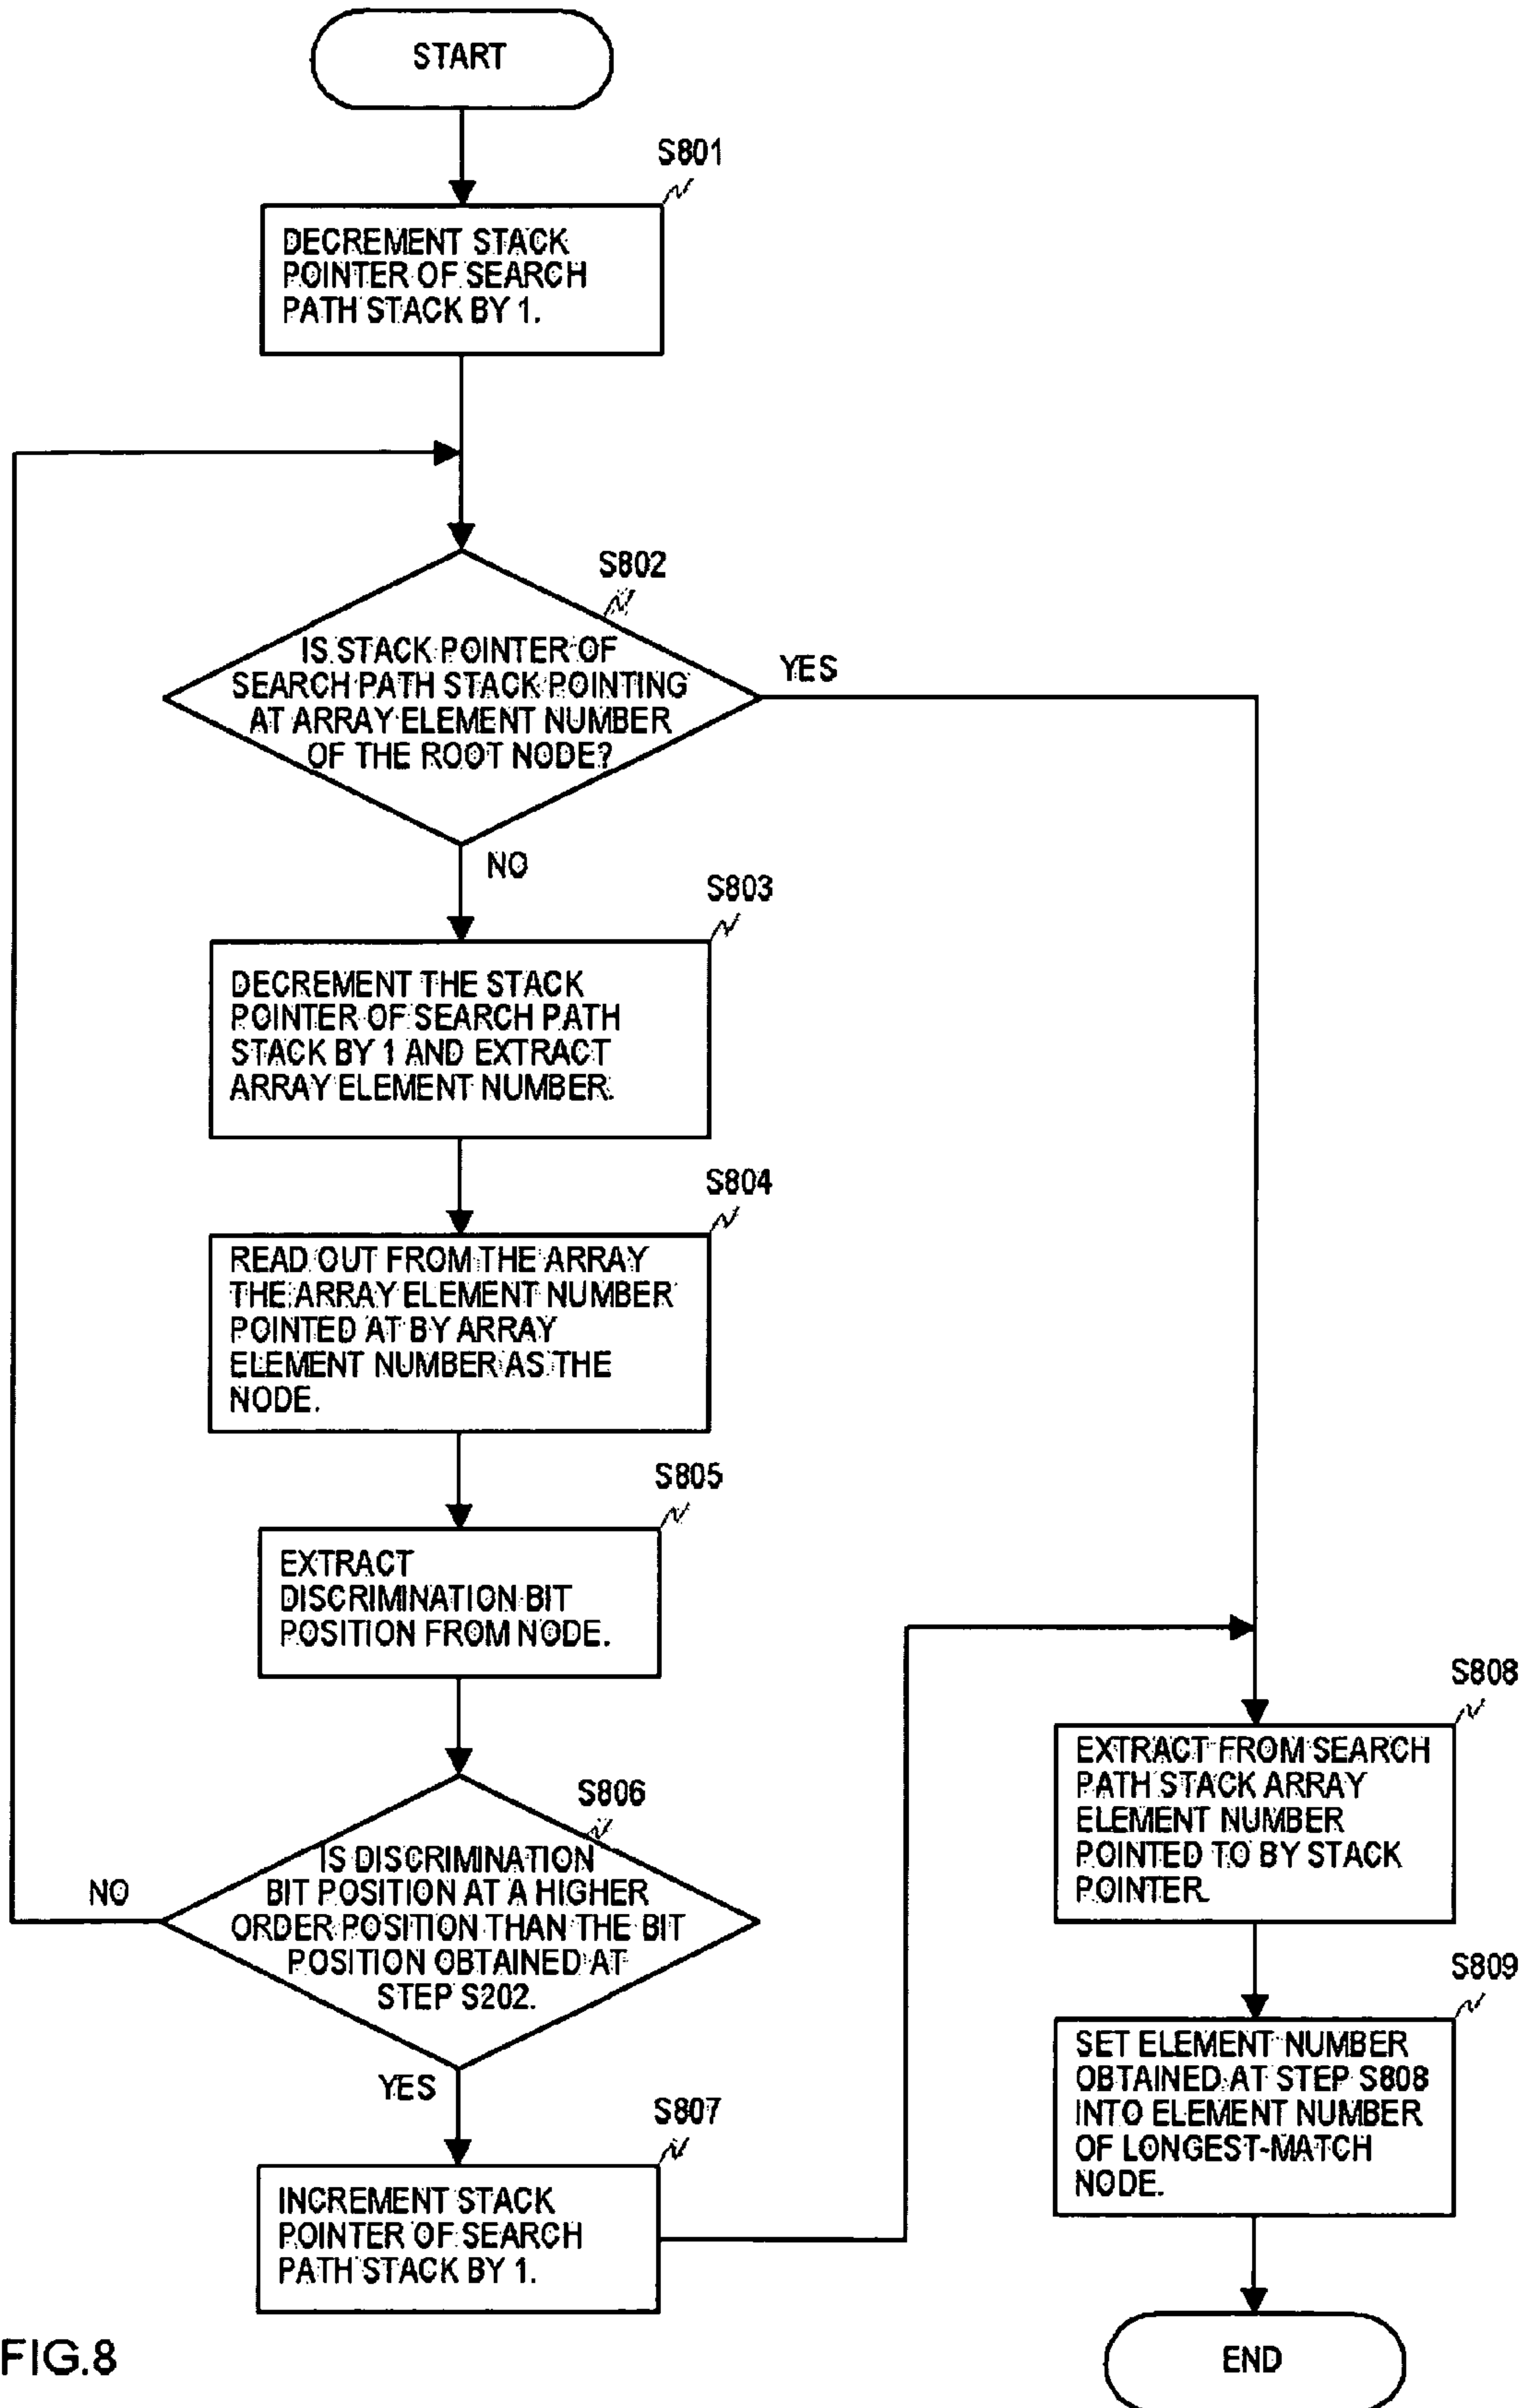 START
S801
DECREMENT STACK
POINTER OF SEARCH
PATH STACK BY 1.
S802
IS STACK POINTER OF
SEARCH PATH STACK POINTING
AT ARRAY ELEMENT NUMBER
OF THE ROOT NODE?
YES
NO
S803
DECREMENT THE STACK
POINTER OF SEARCH PATH
STACK BY 1 AND EXTRACT
ARRAY ELEMENT NUMBER.
S804
READ OUT FROM THE ARRAY
THE ARRAY ELEMENT NUMBER
POINTED AT BY ARRAY
ELEMENT NUMBER AS THE
NODE.
S805
EXTRACT
DISCRIMINATION BIT
POSITION FROM NODE.
S806
IS DISCRIMINATION
BIT POSITION AT A HIGHER
ORDER POSITION THAN THE BIT
POSITION OBTAINED AT
STEP S202.
NO
YES
S807
INCREMENT STACK
POINTER OF SEARCH
PATH STACK BY 1.
S808
EXTRACT FROM SEARCH
PATH STACK ARRAY
ELEMENT NUMBER
POINTED TO BY STACK
POINTER.
S809
SET ELEMENT NUMBER
OBTAINED AT STEP S808
INTO ELEMENT NUMBER
OF LONGEST-MATCH
NODE.
END
FIG.8